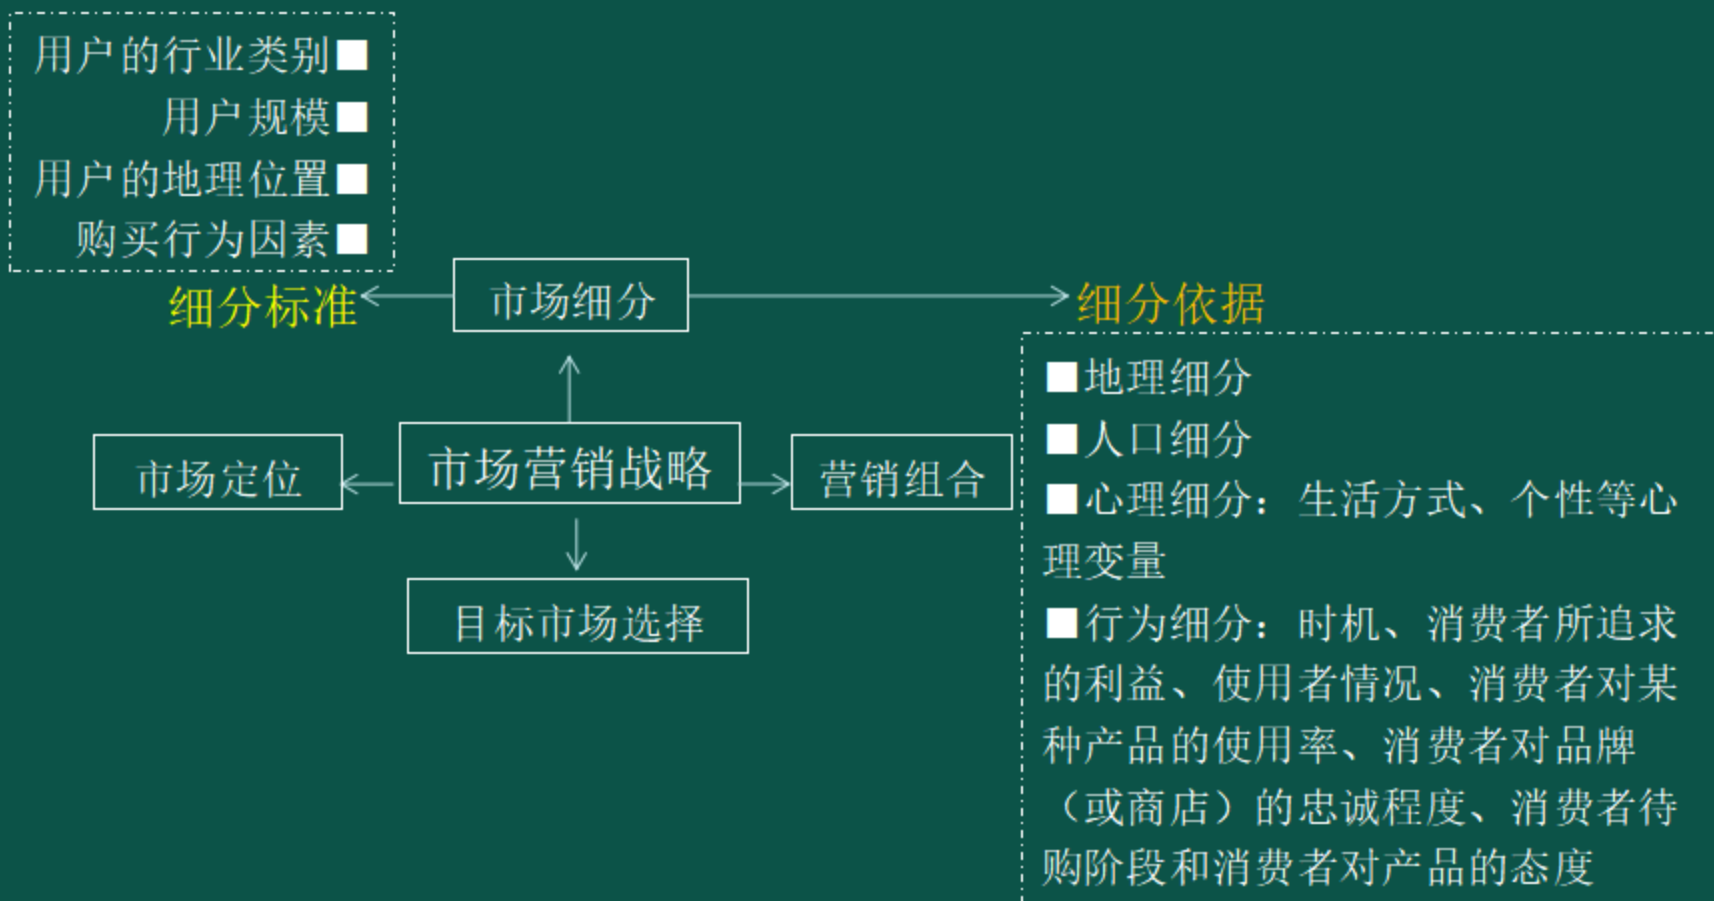 用户的行业类别■
用户规模■
用户的地理位置■
购买行为因素■
细分标准
市场细分
细分依据
市场定位
市场营销战略
营销组合
目标市场选择
■地理细分
■人口细分
■心理细分：生活方式、个性等心
理变量
■行为细分：时机、消费者所追求
的利益、使用者情况、消费者对某
种产品的使用率、消费者对品牌
（或商店）的忠诚程度、消费者待
购阶段和消费者对产品的态度